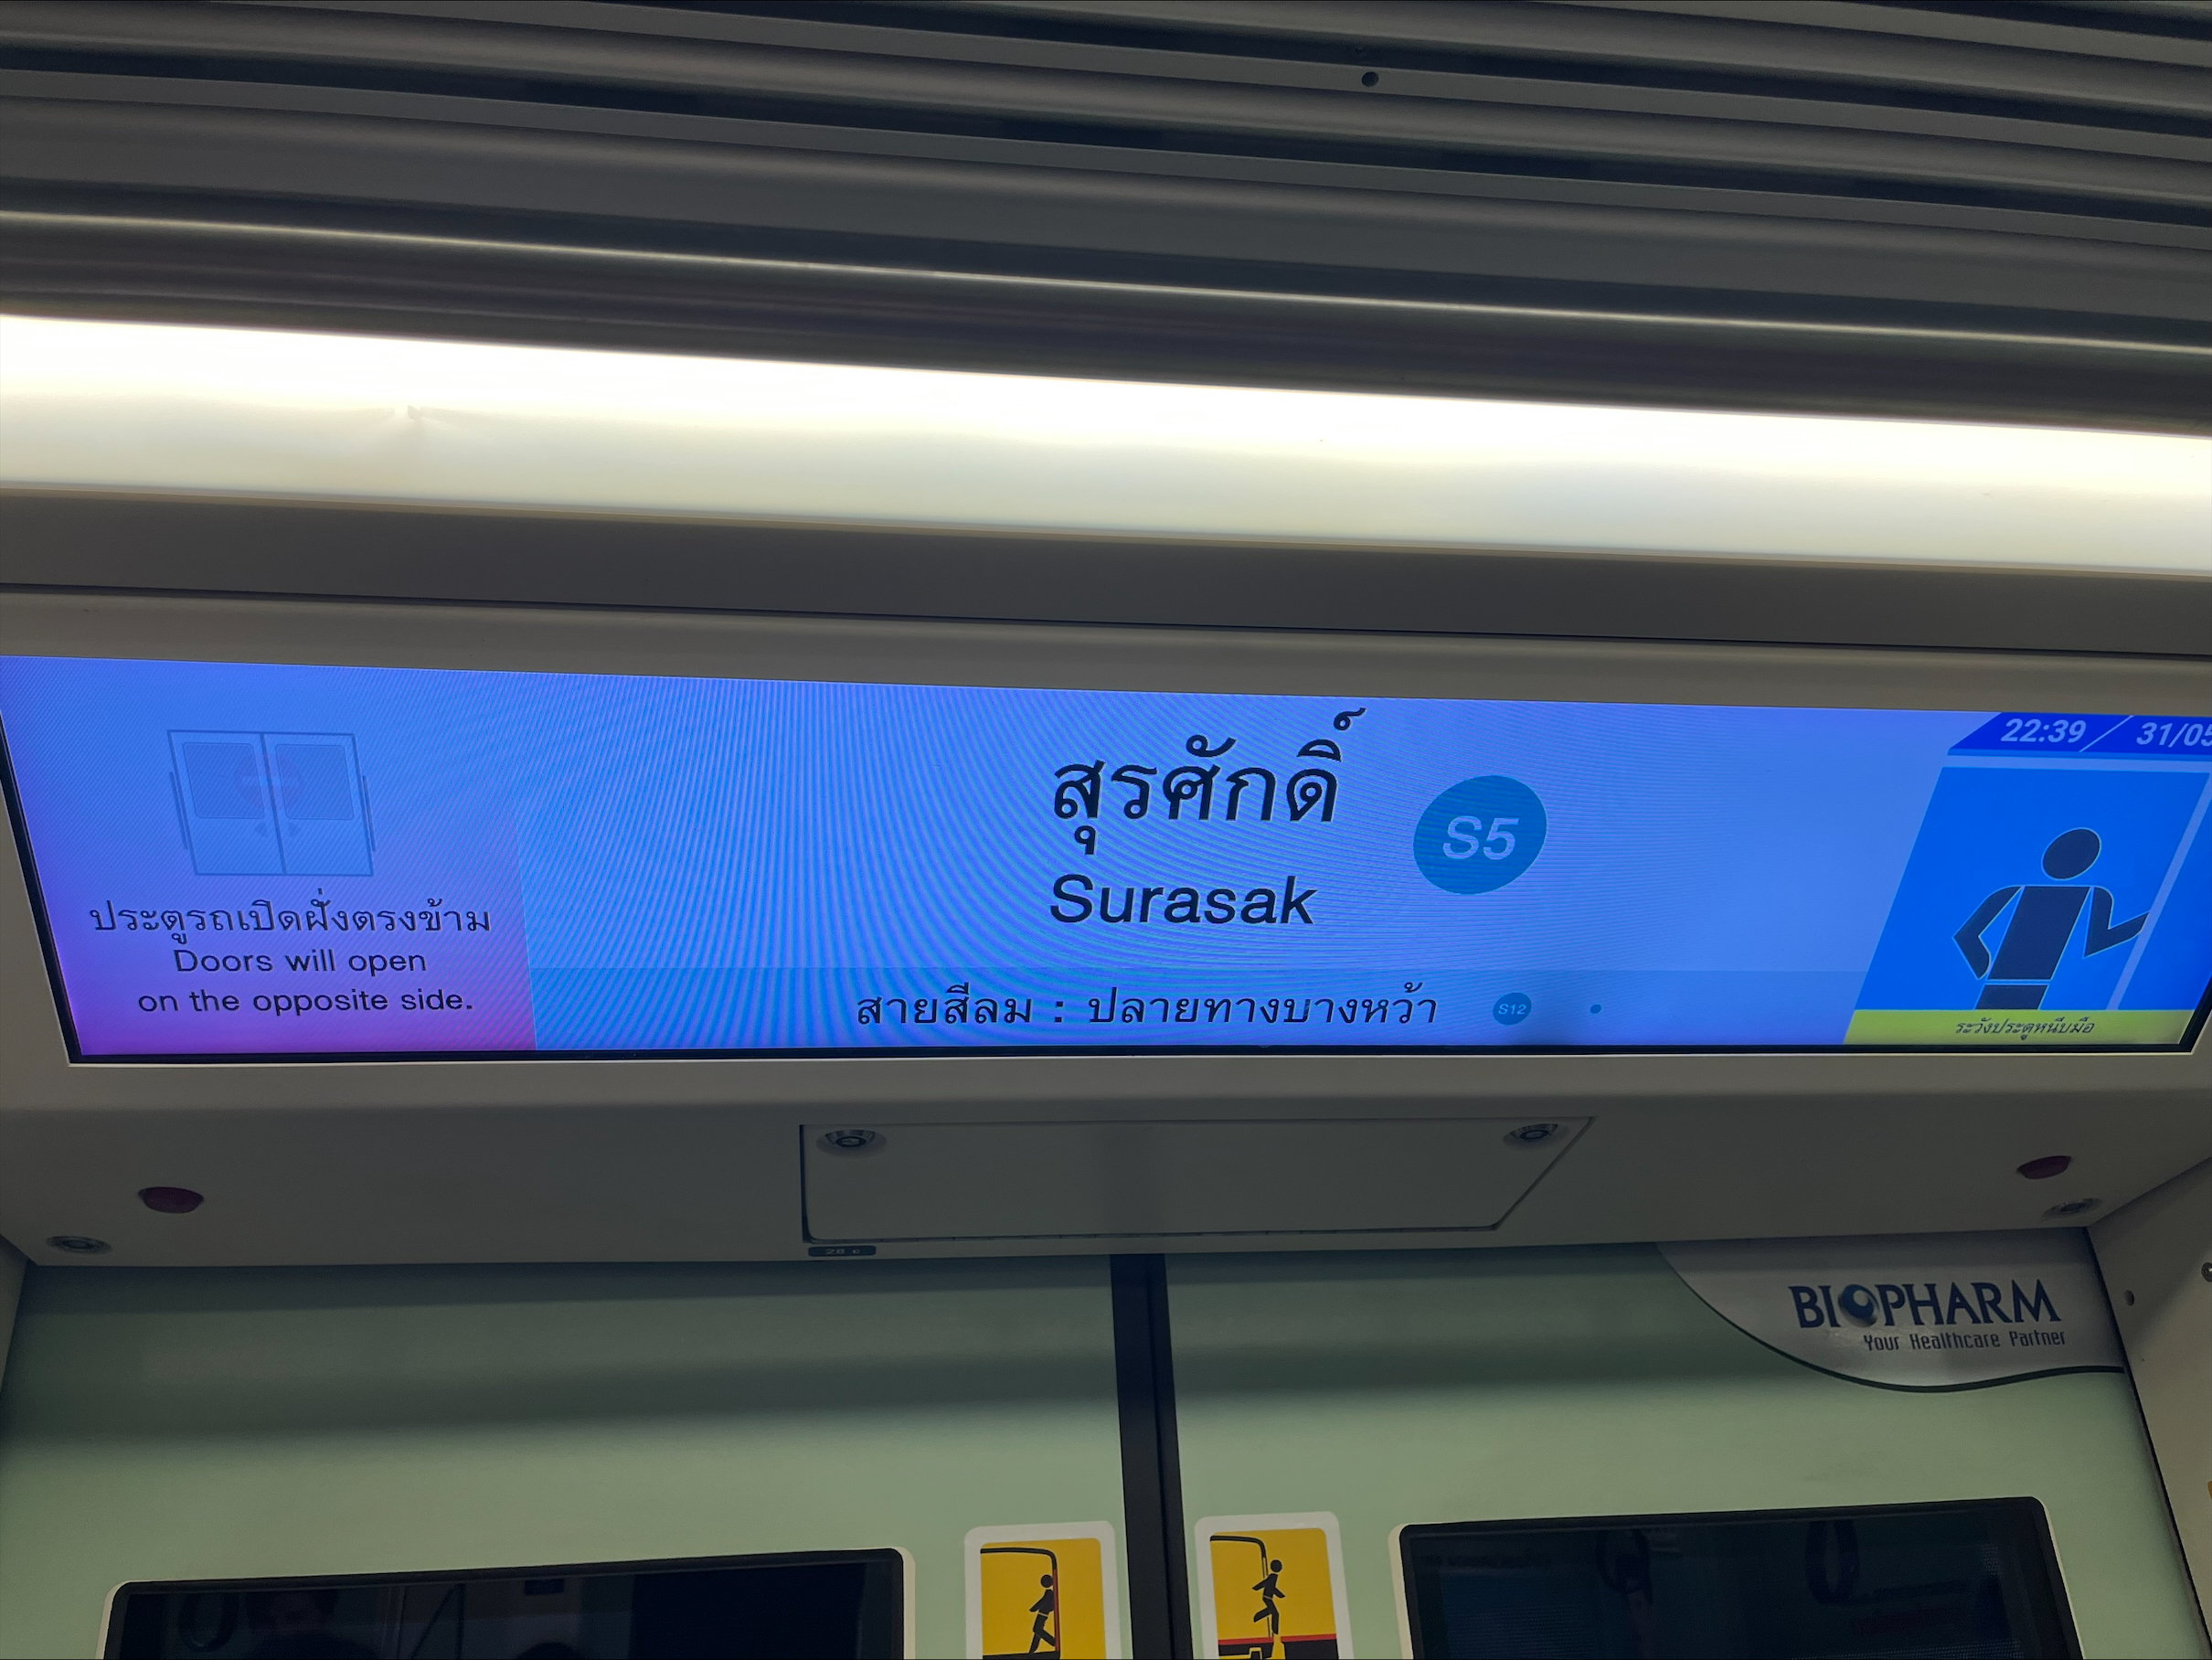 ประตูรถเปิดฝั่งตรงข้าม
Doors will open
on the opposite side.
สุรศักดิ์
Surasak
S5
สายสีลม : ปลายทางบางหว้า S12
22:39 31/05
ระวังประตูหนีบมือ
BIOPHARM
Your Healthcare Partner